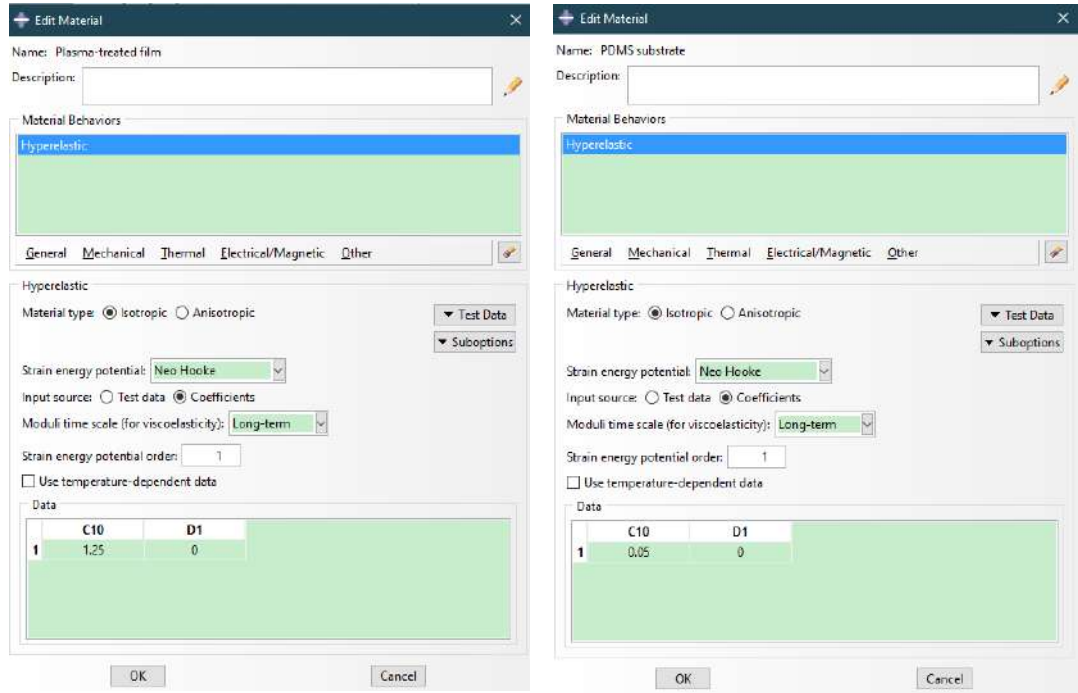 Edit Material
Name: Plasma-treated film
Description:
Material Behaviors
Hyperelastic
General Mechanical Thermal Electrical/Magnetic Other
Hyperelastic
Material type: Isotropic Anisotropic
Test Data
Suboptions
Strain energy potential: Neo Hooke
Input source: Test data Coefficients
Moduli time scale (for viscoelasticity): Long-term
Strain energy potential order: 1
Use temperature-dependent data
Data
C10 D1
1 1.25 0
OK Cancel
Edit Material
Name: PDMS substrate
Description:
Material Behaviors
Hyperelastic
General Mechanical Thermal Electrical/Magnetic Other
Hyperelastic
Material type: Isotropic Anisotropic
Test Data
Suboptions
Strain energy potential: Neo Hooke
Input source: Test data Coefficients
Moduli time scale (for viscoelasticity): Long-term
Strain energy potential order: 1
Use temperature-dependent data
Data
C10 D1
1 0.05 0
OK Cancel